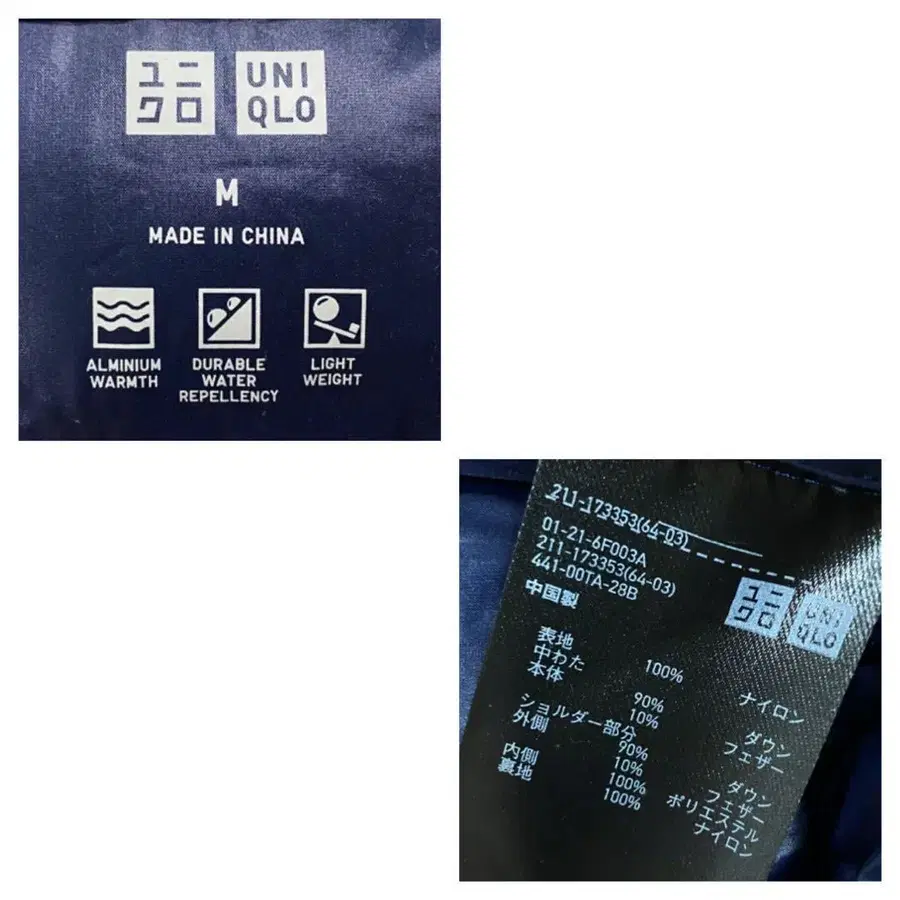 ユニ UNI
クロ QLO
M
MADE IN CHINA
ALMINIUM WARMTH
DURABLE WATER REPELLENCY
LIGHT WEIGHT
211-173353(64-03)
01-21-6F003A
211-173353(64-03)
441-00TA-28B
中国製
ユニ UNI
クロ QLO
表地 100% ナイロン
中わた
本体 90% ダウン
10% フェザー
ショルダー部分
外側 90% ダウン
10% フェザー
内側 100% ポリエステル
裏地 100% ナイロン